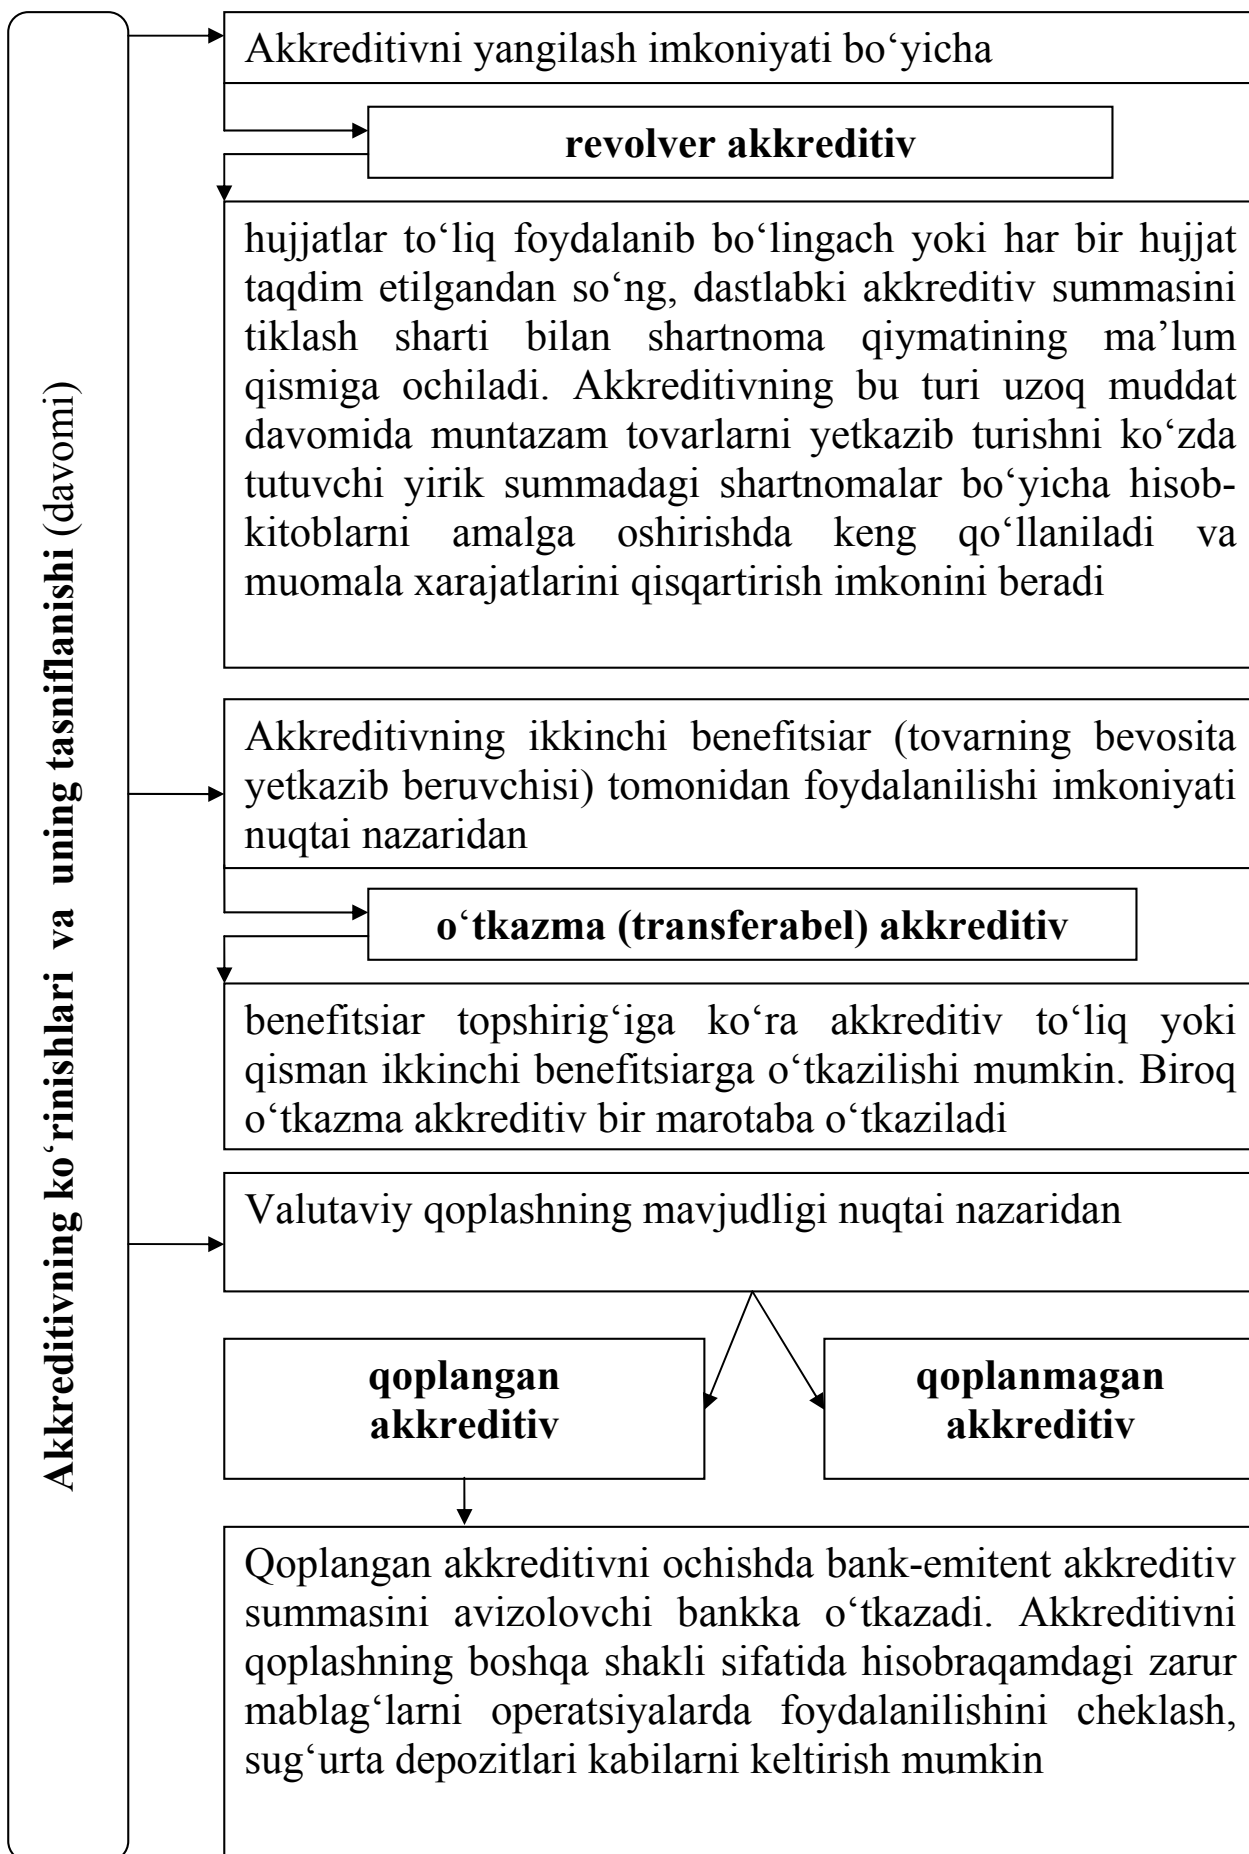 Akkreditivning ko‘rinishlari va uning tasniflanishi (davomi)
Akkreditivni yangilash imkoniyati bo‘yicha
revolver akkreditiv
hujjatlar to‘liq foydalanib bo‘lingach yoki har bir hujjat
taqdim etilgandan so‘ng, dastlabki akkreditiv summasini
tiklash sharti bilan shartnoma qiymatining ma’lum
qismiga ochiladi. Akkreditivning bu turi uzoq muddat
davomida muntazam tovarlarni yetkazib turishni ko‘zda
tutuvchi yirik summadagi shartnomalar bo‘yicha hisob-
kitoblarni amalga oshirishda keng qo‘llaniladi va
muomala xarajatlarini qisqartirish imkonini beradi
Akkreditivning ikkinchi benefitsiar (tovarning bevosita
yetkazib beruvchisi) tomonidan foydalanilishi imkoniyati
nuqtai nazaridan
o‘tkazma (transferabel) akkreditiv
benefitsiar topshirig‘iga ko‘ra akkreditiv to‘liq yoki
qisman ikkinchi benefitsiarga o‘tkazilishi mumkin. Biroq
o‘tkazma akkreditiv bir marotaba o‘tkaziladi
Valutaviy qoplashning mavjudligi nuqtai nazaridan
qoplangan
akkreditiv
qoplanmagan
akkreditiv
Qoplangan akkreditivni ochishda bank-emitent akkreditiv
summasini avizolovchi bankka o‘tkazadi. Akkreditivni
qoplashning boshqa shakli sifatida hisobraqamdagi zarur
mablag‘larni operatsiyalarda foydalanilishini cheklash,
sug‘urta depozitlari kabilarni keltirish mumkin